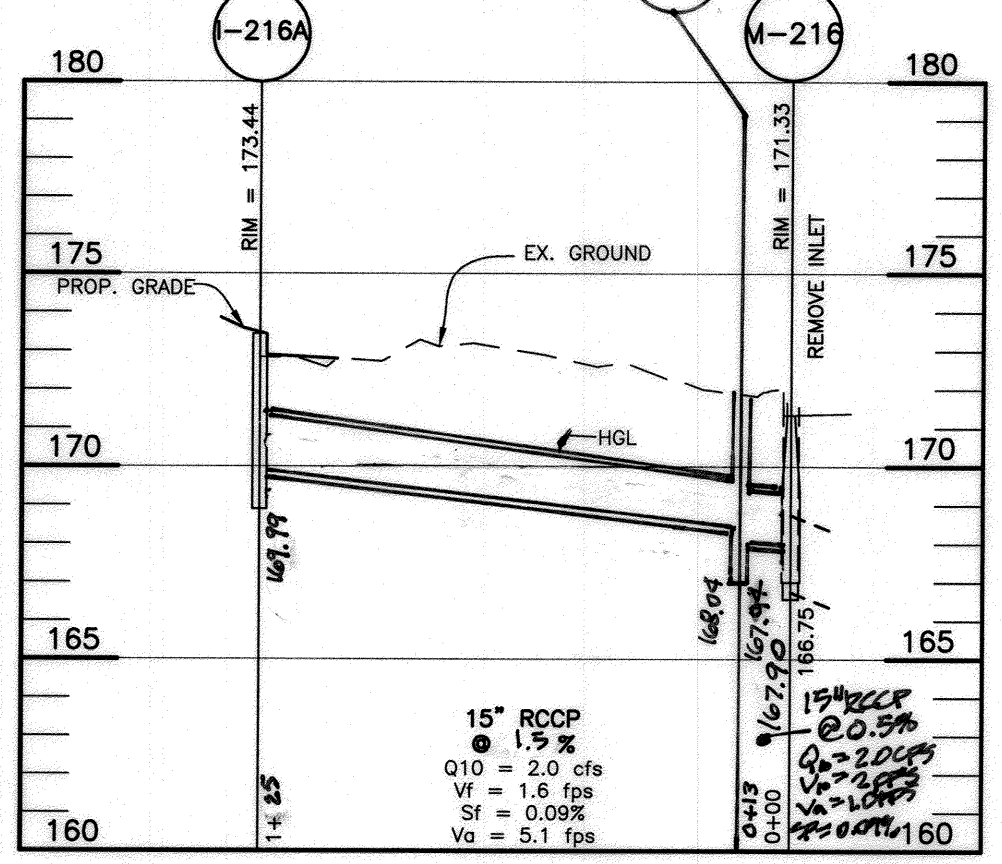 I-216A
M-216
180
180
RIM = 173.44
RIM = 171.33
REMOVE INLET
175
175
EX. GROUND
PROP. GRADE
170
170
HGL
169.99
168.04
167.94
167.90
166.75
165
165
15" RCCP
@ 1.5%
Q10 = 2.0 cfs
Vf = 1.6 fps
Sf = 0.09%
Va = 5.1 fps
15" RCCP
@ 0.5%
= 2.0 CFS
1+25
0+13
0+00
160
160